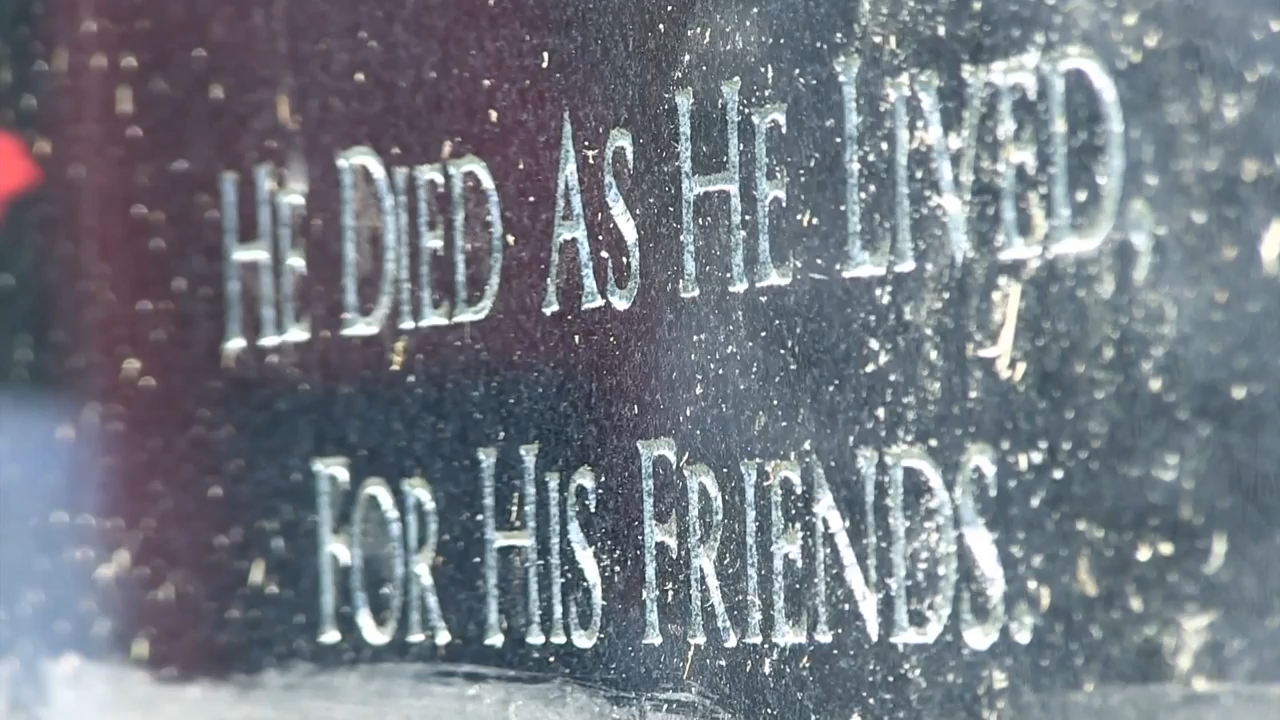 HE DIED AS HE LIVED,
FOR HIS FRIENDS.